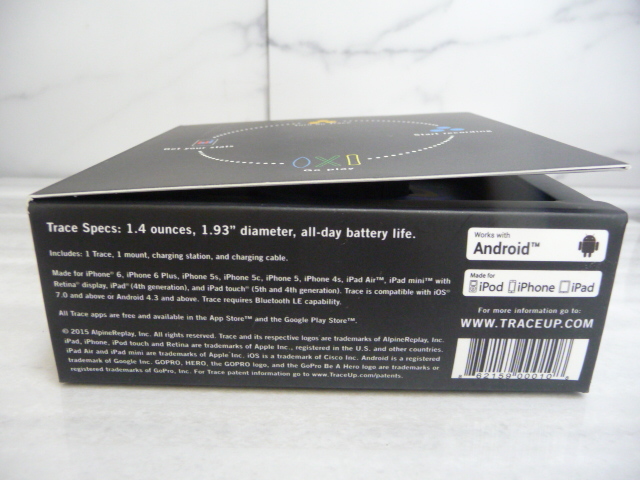 Get your stats
Start recording
Go play
Trace Specs: 1.4 ounces, 1.93" diameter, all-day battery life.
Includes: 1 Trace, 1 mount, charging station, and charging cable.
Made for iPhone® 6, iPhone 6 Plus, iPhone 5s, iPhone 5c, iPhone 5, iPhone 4s, iPad Air™, iPad mini™ with
Retina® display, iPad® (4th generation), and iPad touch® (5th and 4th generation). Trace is compatible with iOS®
7.0 and above or Android 4.3 and above. Trace requires Bluetooth LE capability.
All Trace apps are free and available in the App Store℠ and the Google Play Store™.
© 2015 AlpineReplay, Inc. All rights reserved. Trace and its respective logos are trademarks of AlpineReplay, Inc.
iPad, iPhone, iPod touch and Retina are trademarks of Apple Inc., registered in the U.S. and other countries.
iPad Air and iPad mini are trademarks of Apple Inc. iOS is a trademark of Cisco Inc. Android is a registered
trademark of Google Inc. GOPRO, HERO, the GOPRO logo, and the GoPro Be A Hero logo are trademarks or
registered trademarks of GoPro, Inc. For Trace patent information go to www.TraceUp.com/patents.
Works with
Android™
Made for
iPod iPhone iPad
For more information go to:
WWW.TRACEUP.COM
62159 00010